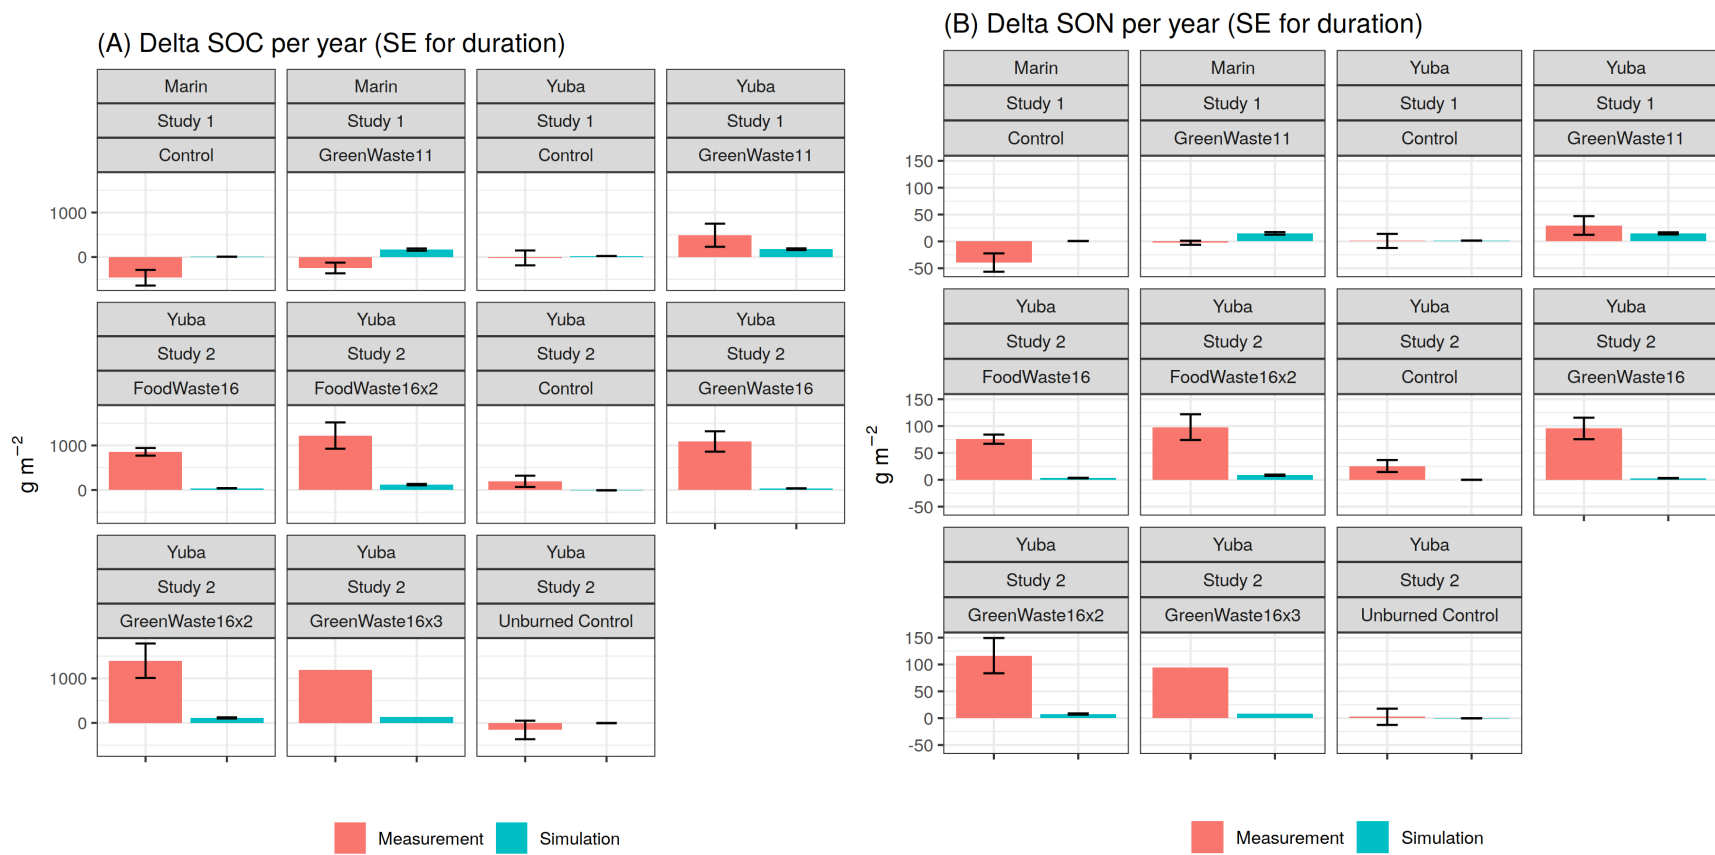 (A) Delta SOC per year (SE for duration)
Marin Marin Yuba Yuba
Study 1 Study 1 Study 1 Study 1
Control GreenWaste11 Control GreenWaste11
1000
0
Yuba Yuba Yuba Yuba
Study 2 Study 2 Study 2 Study 2
FoodWaste16 FoodWaste16x2 Control GreenWaste16
1000
0
g m⁻²
Yuba Yuba Yuba
Study 2 Study 2 Study 2
GreenWaste16x2 GreenWaste16x3 Unburned Control
1000
0
Measurement Simulation
(B) Delta SON per year (SE for duration)
Marin Marin Yuba Yuba
Study 1 Study 1 Study 1 Study 1
Control GreenWaste11 Control GreenWaste11
150
100
50
0
-50
Yuba Yuba Yuba Yuba
Study 2 Study 2 Study 2 Study 2
FoodWaste16 FoodWaste16x2 Control GreenWaste16
150
100
50
0
-50
g m⁻²
Yuba Yuba Yuba
Study 2 Study 2 Study 2
GreenWaste16x2 GreenWaste16x3 Unburned Control
150
100
50
0
-50
Measurement Simulation